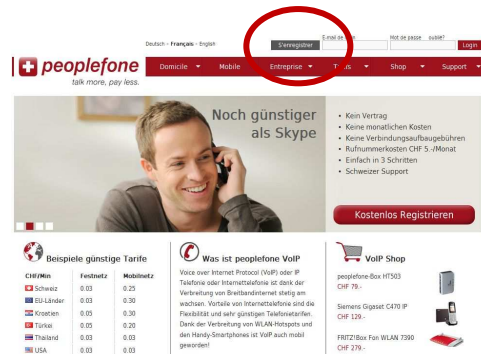 Deutsch - Français - English
S'enregistrer
Mot de passe oublié?
Login
peoplefone
talk more, pay less.
Domicile Mobile Entreprise Shop Support
Noch günstiger
als Skype
• Kein Vertrag
• Keine monatlichen Kosten
• Keine Verbindungsaufbaugebühren
• Rufnummerkosten CHF 5.-/Monat
• Einfach in 3 Schritten
• Schweizer Support
Kostenlos Registrieren
Beispiele günstige Tarife
CHF/Min Festnetz Mobilnetz
Schweiz 0.03 0.25
EU-Länder 0.03 0.30
Kroatien 0.05 0.30
Türkei 0.05 0.20
Thailand 0.03 0.03
USA 0.03 0.03
Was ist peoplefone VoIP
Voice over Internet Protocol (VoIP) oder IP
Telefonie oder Internettelefonie ist dank der
Verbreitung von Breitbandinternet stetig am
wachsen. Vorteile von Internettelefonie sind die
Flexibilität und sehr günstigen Telefonietarifen.
Dank der Verbreitung von WLAN-Hotspots und
den Handy-Smartphones ist VoIP auch mobil
geworden!
VoIP Shop
peoplefone-Box HT503
CHF 79.-
Siemens Gigaset C470 IP
CHF 129.-
FRITZ!Box Fon WLAN 7390
CHF 279.-